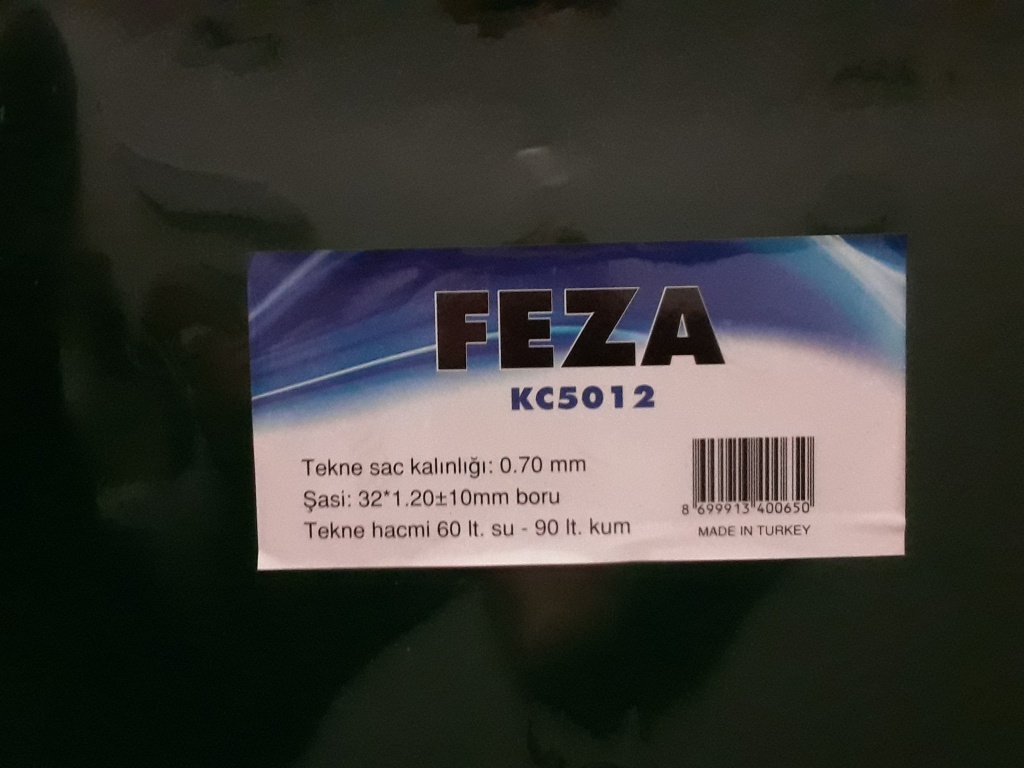 FEZA
KC5012
Tekne sac kalınlığı: 0.70 mm
Şasi: 32*1.20±10mm boru
Tekne hacmi 60 lt. su - 90 lt. kum
8 699913 400650
MADE IN TURKEY